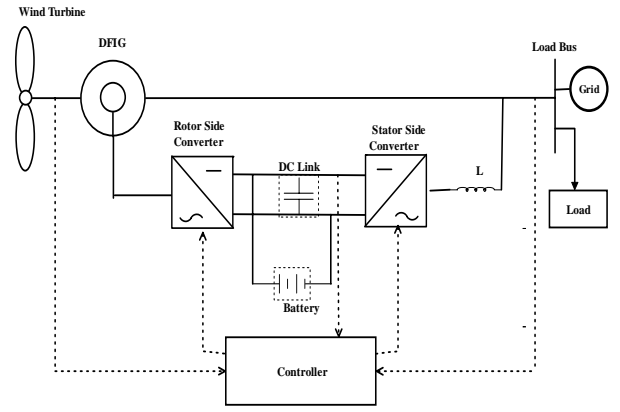 Wind Turbine
DFIG
Load Bus
Grid
Rotor Side
Converter
Stator Side
Converter
DC Link
L
Load
Battery
Controller